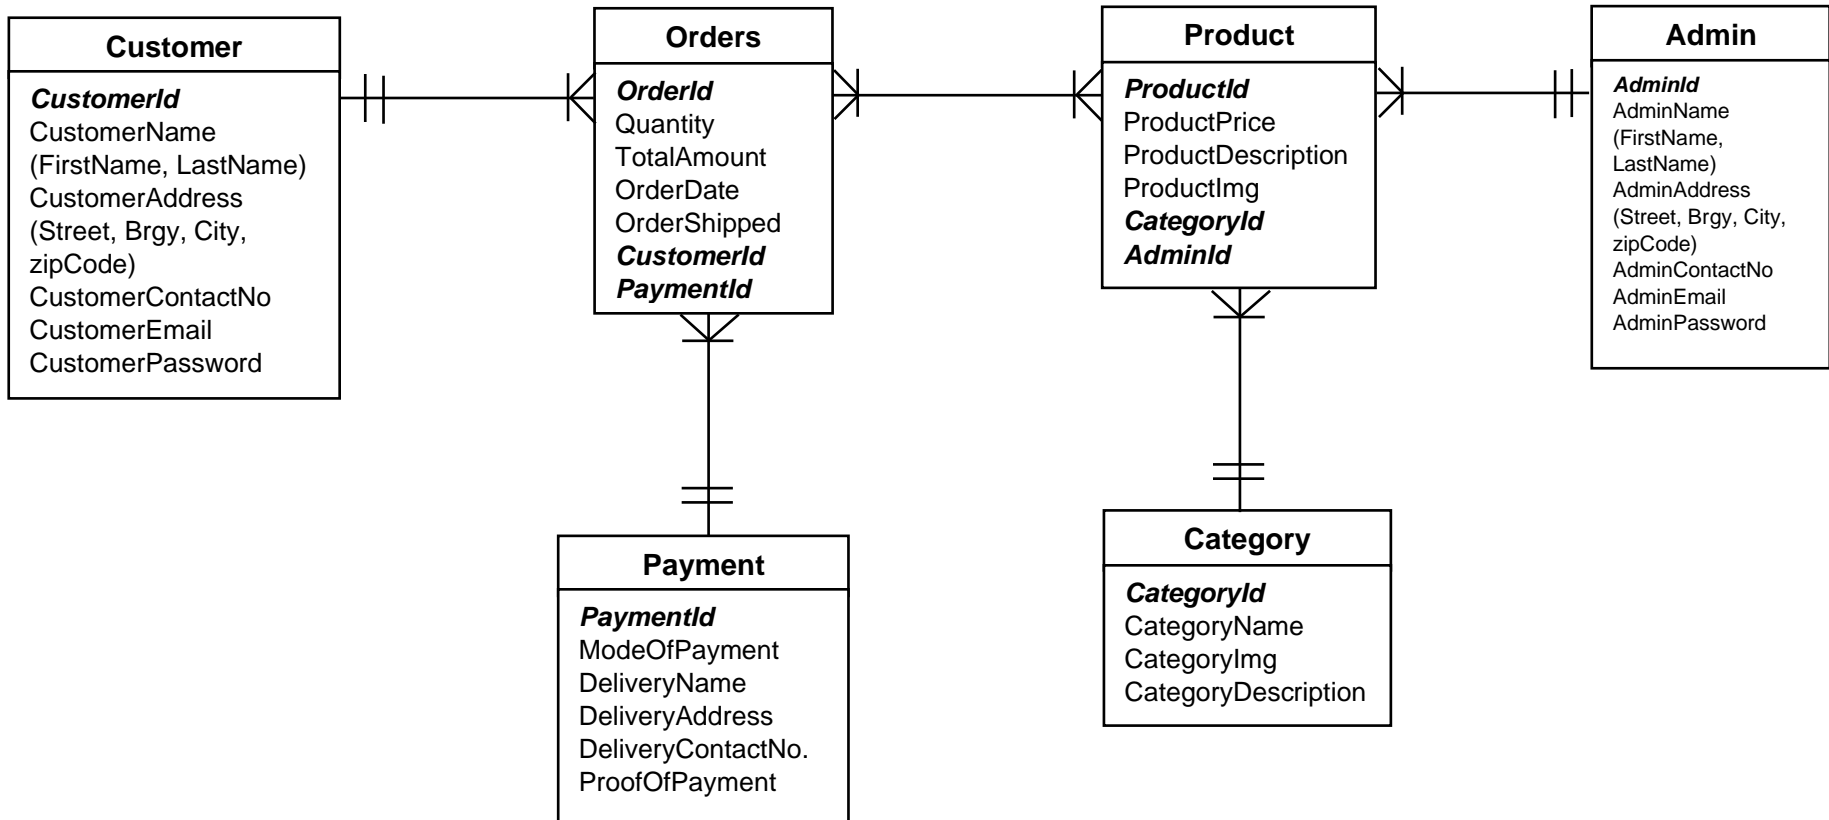 Customer
CustomerId
CustomerName
(FirstName, LastName)
CustomerAddress
(Street, Brgy, City,
zipCode)
CustomerContactNo
CustomerEmail
CustomerPassword
Orders
OrderId
Quantity
TotalAmount
OrderDate
OrderShipped
CustomerId
PaymentId
Product
ProductId
ProductPrice
ProductDescription
ProductImg
CategoryId
AdminId
Admin
AdminId
AdminName
(FirstName,
LastName)
AdminAddress
(Street, Brgy, City,
zipCode)
AdminContactNo
AdminEmail
AdminPassword
Payment
PaymentId
ModeOfPayment
DeliveryName
DeliveryAddress
DeliveryContactNo.
ProofOfPayment
Category
CategoryId
CategoryName
CategoryImg
CategoryDescription